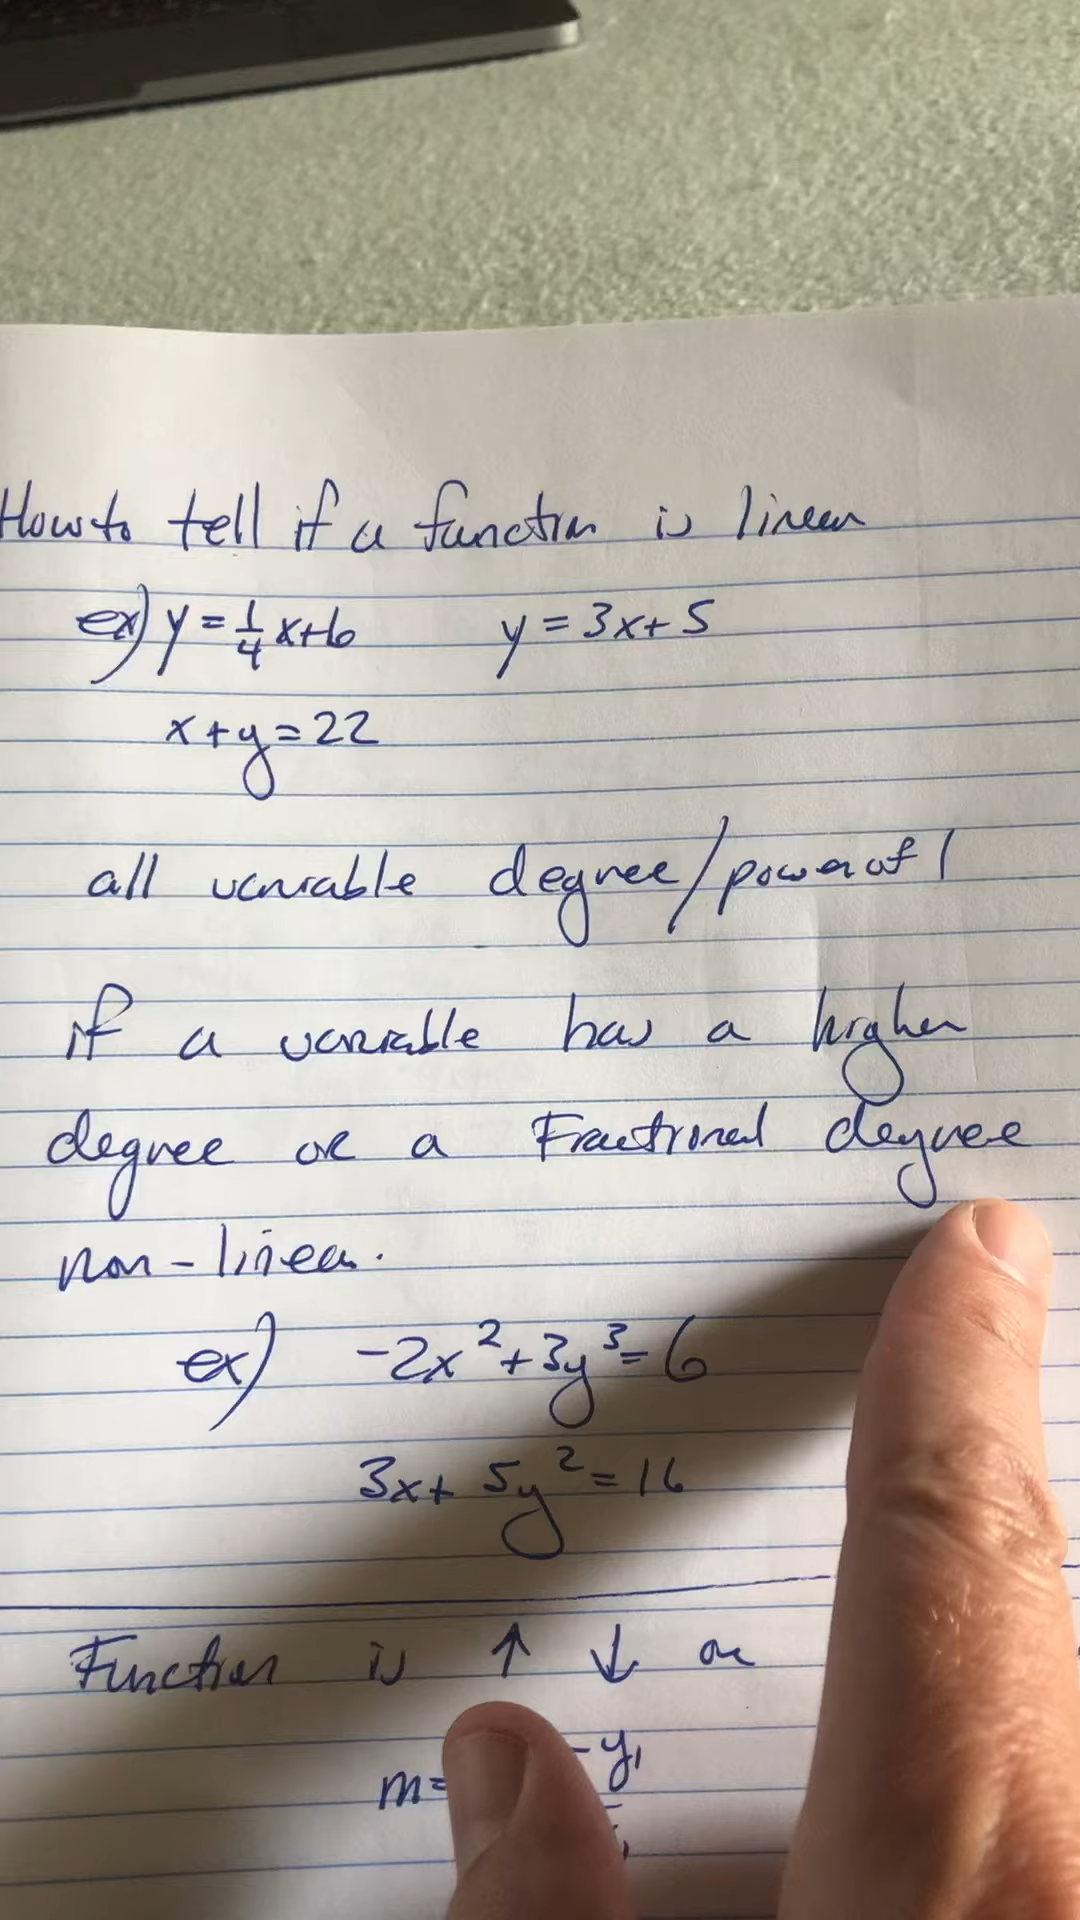 How to tell if a function is linear
ex) y = 1/4 x + 6 y = 3x + 5
x + y = 22
all variable degree/power of 1
if a variable has a higher
degree or a Fractional degree
non-linear.
ex) -2x² + 3y³ = 6
3x + 5y² = 16
Function is ↑ ↓ or
m= - y₁